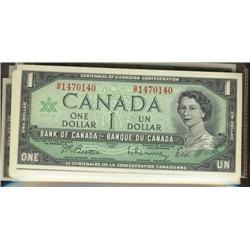 CENTENNIAL OF CANADIAN CONFEDERATION
1 1470140 CANADA 1470140 1
ONE DOLLAR 1 UN DOLLAR
BANK OF CANADA - BANQUE DU CANADA
ONE UN
LE CENTENAIRE DE LA CONFÉDÉRATION CANADIENNE